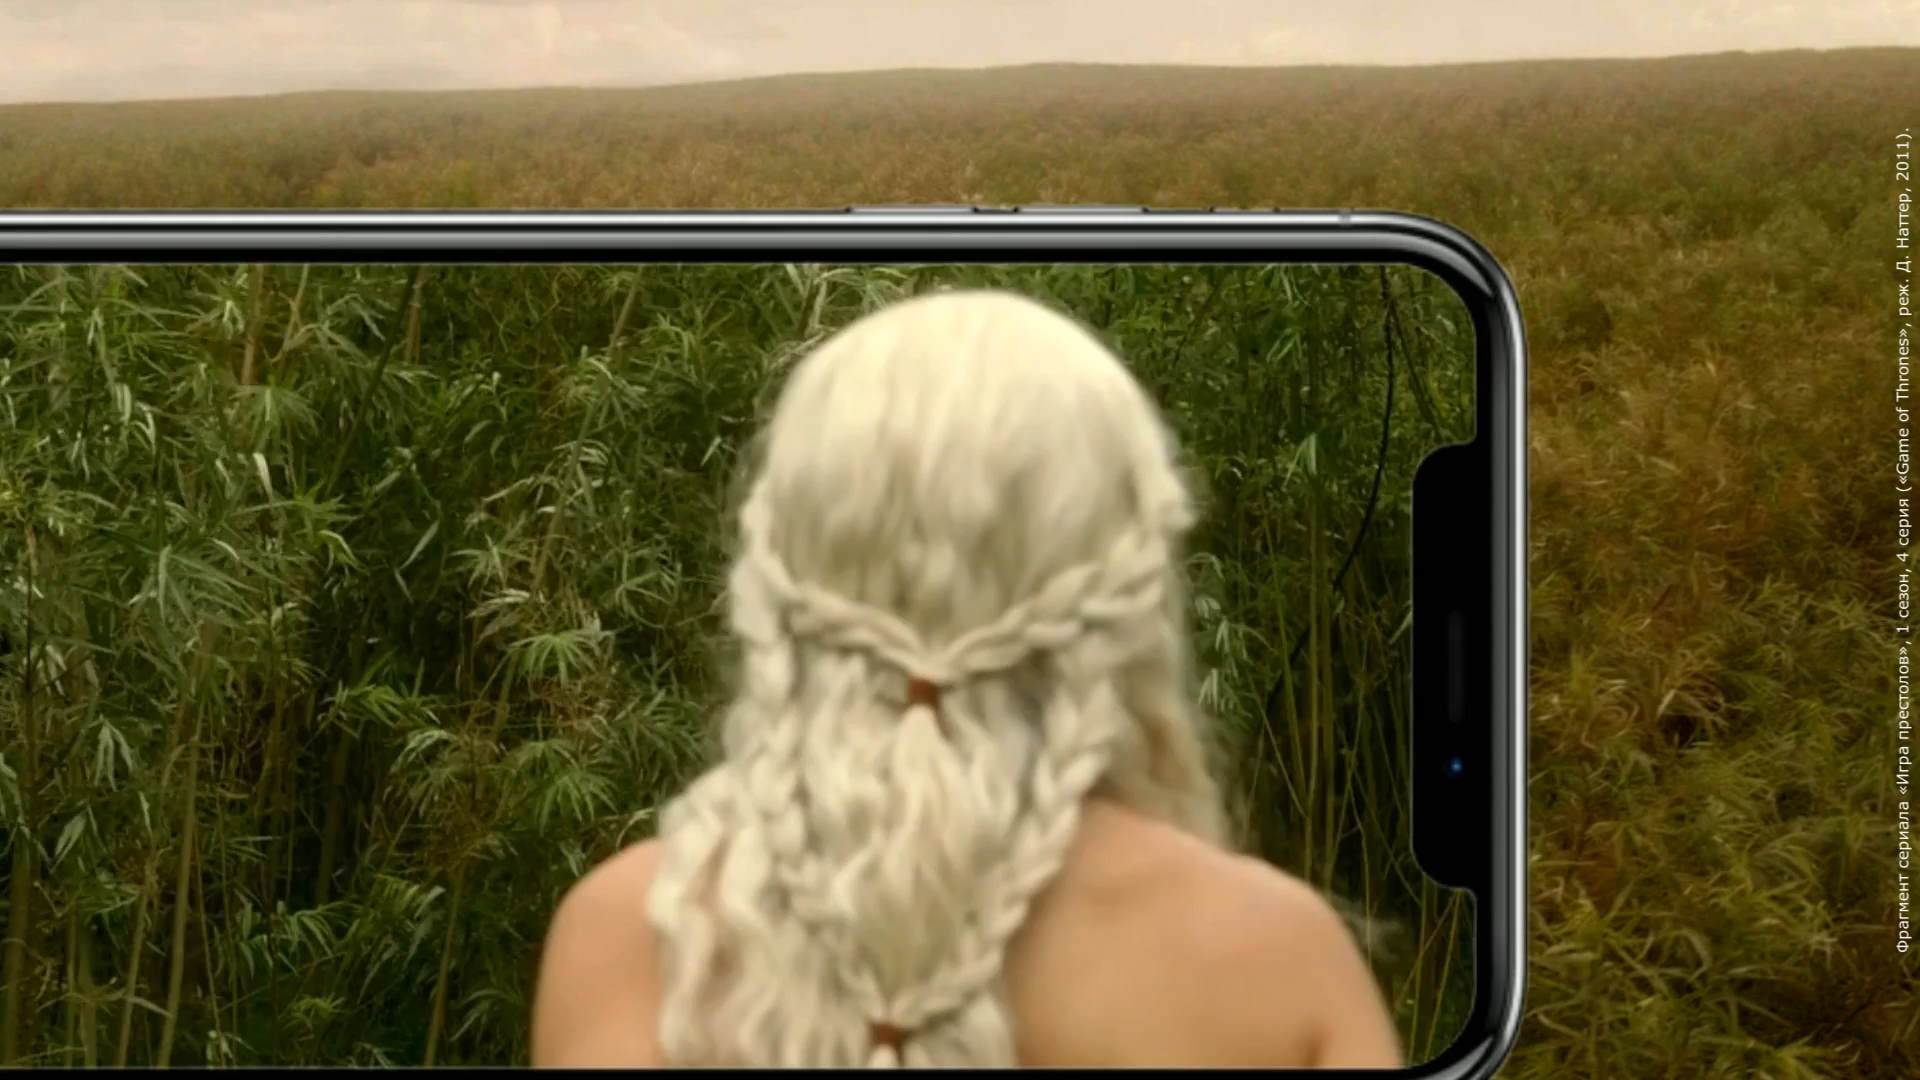 Фрагмент сериала «Игра престолов», 1 сезон, 4 серия («Game of Thrones», реж. Д. Наттер, 2011).